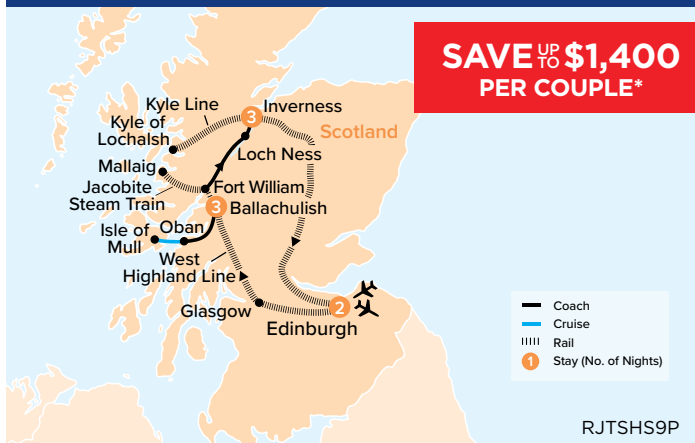 SAVE UP TO $1,400
PER COUPLE*
Kyle Line
Inverness
3
Kyle of
Lochalsh
Scotland
Loch Ness
Mallaig
Jacobite
Steam Train
Fort William
3
Ballachulish
Isle of
Mull
Oban
West
Highland Line
Glasgow
2
Edinburgh
Coach
Cruise
Rail
1 Stay (No. of Nights)
RJTSHS9P